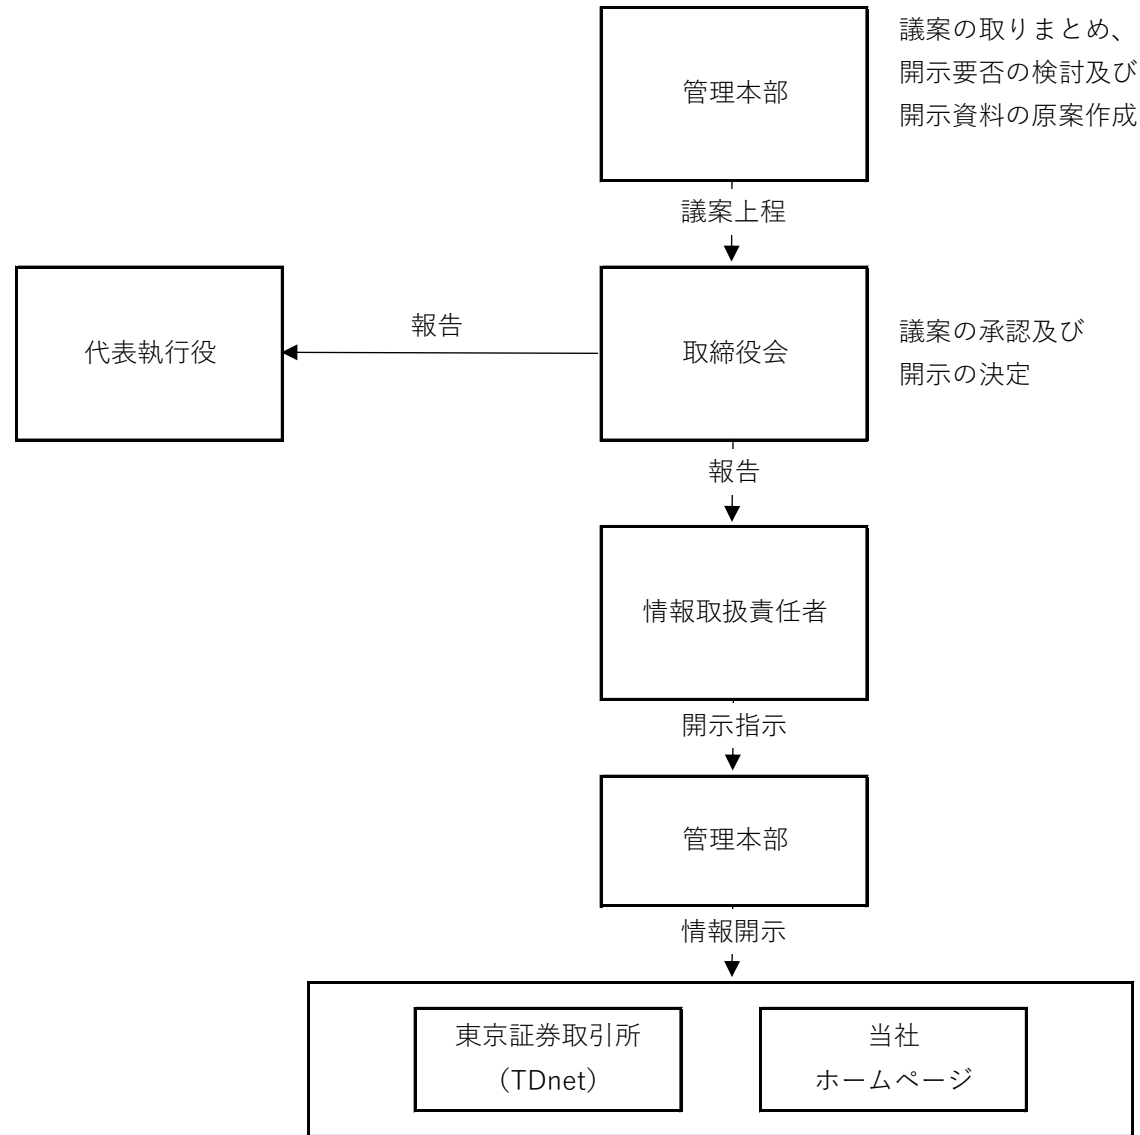 管理本部
議案の取りまとめ、
開示要否の検討及び
開示資料の原案作成
議案上程
代表執行役
報告
取締役会
議案の承認及び
開示の決定
報告
情報取扱責任者
開示指示
管理本部
情報開示
東京証券取引所
（TDnet）
当社
ホームページ